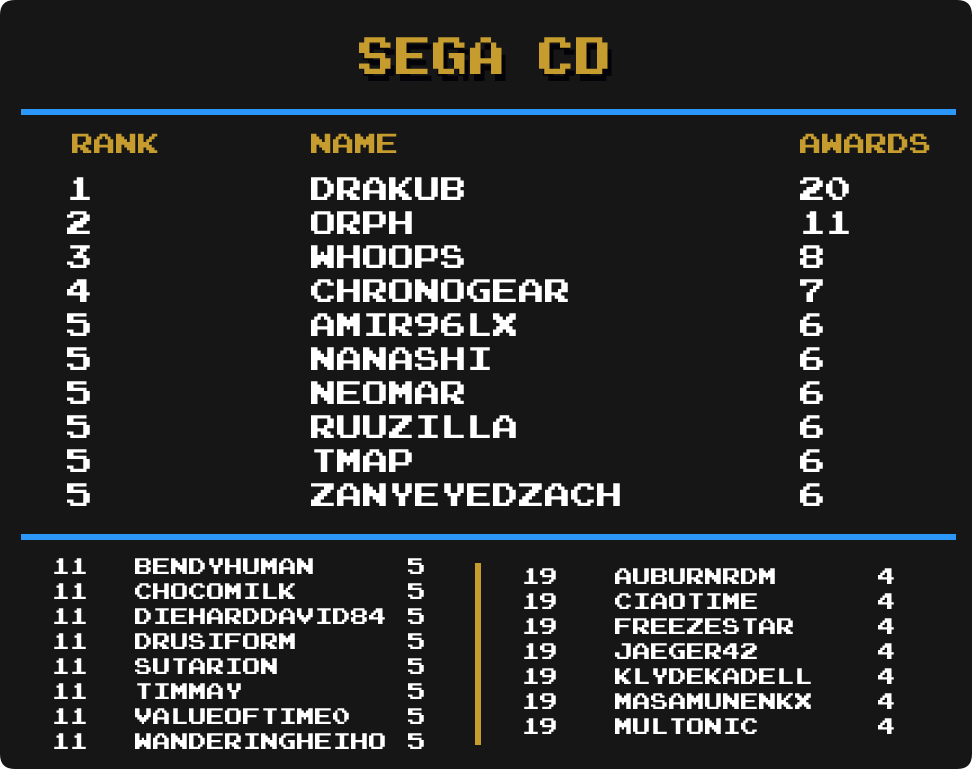 SEGA CD
RANK NAME AWARDS
1 DRAKUB 20
2 ORPH 11
3 WHOOPS 8
4 CHRONOGEAR 7
5 AMIR96LX 6
5 NANASHI 6
5 NEOMAR 6
5 RUUZILLA 6
5 TMAP 6
5 ZANYEYEDZACH 6
11 BENDYHUMAN 5
11 CHOCOMILK 5
11 DIEHARDDAVID84 5
11 DRUSIFORM 5
11 SUTARION 5
11 TIMMAY 5
11 VALUEOFTIME0 5
11 WANDERINGHEIHO 5
19 AUBURNRDM 4
19 CIAOTIME 4
19 FREEZESTAR 4
19 JAEGER42 4
19 KLYDEKADELL 4
19 MASAMUNENKX 4
19 MULTONIC 4